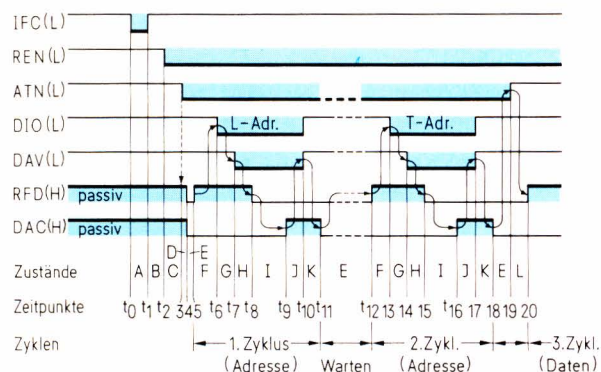 IFC(L)
REN(L)
ATN(L)
DIO(L) L-Adr. T-Adr.
DAV(L)
RFD(H) passiv
DAC(H) passiv
D E
Zustände A B C F G H I J K E F G H I J K E L
Zeitpunkte t0 t1 t2 3 4 5 t6 t7 t8 t9 t10 t11 t12 13 14 15 t16 17 18 19 20
Zyklen 1. Zyklus Warten 2. Zykl. 3. Zykl.
(Adresse) (Adresse) (Daten)